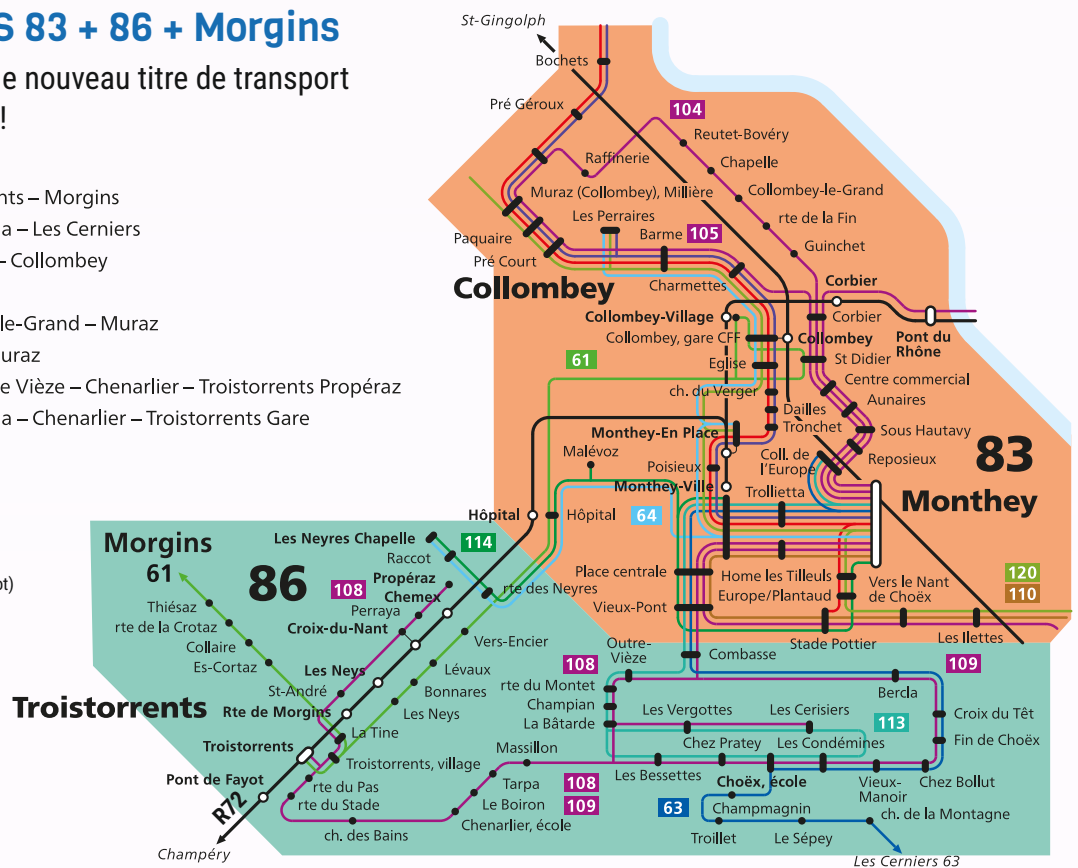 S 83 + 86 + Morgins
e nouveau titre de transport
!
nts – Morgins
a – Les Cerniers
– Collombey
le-Grand – Muraz
uraz
e Vièze – Chenarlier – Troistorrents Propéraz
a – Chenarlier – Troistorrents Gare
ot)
St-Gingolph
Bochets
Pré Géroux
104
Reutet-Bovéry
Raffinerie
Chapelle
Muraz (Collombey), Millière
Collombey-le-Grand
Les Perraires
rte de la Fin
Paquaire
Barme
105
Guinchet
Pré Court
Charmettes
Collombey
Corbier
Collombey-Village
Corbier
Collombey, gare CFF
Collombey
Pont du
Rhône
61
Eglise
St Didier
ch. du Verger
Centre commercial
Dailles
Aunaires
Monthey-En Place
Tronchet
Sous Hautavy
Malévoz
Coll. de
l'Europe
Reposieux
83
Poisieux
Monthey-Ville
Trollietta
Monthey
Hôpital
Hôpital
64
Morgins
61
86
Les Neyres Chapelle
114
Raccot
108
Propéraz
Chemex
rte des Neyres
Place centrale
Home les Tilleuls
Vers le Nant
de Choëx
120
110
Thiésaz
Perraya
Europe/Plantaud
rte de la Crotaz
Croix-du-Nant
Vieux-Pont
Collaire
Vers-Encier
Stade Pottier
Les Ilettes
Es-Cortaz
Outre-
Vièze
Combasse
Les Neys
Lévaux
108
109
St-André
Bonnares
rte du Montet
Bercla
Troistorrents
Rte de Morgins
Les Neys
Champian
Les Vergottes
Les Cerisiers
La Tine
La Bâtarde
113
Croix du Têt
Troistorrents
Massillon
Chez Pratey
Les Condémines
Fin de Choëx
Troistorrents, village
Les Bessettes
Pont de Fayot
Tarpa
108
Choëx, école
Vieux-
Manoir
Chez Bollut
rte du Pas
R72
rte du Stade
Le Boiron
109
63
Champmagnin
ch. de la Montagne
ch. des Bains
Chenarlier, école
Troillet
Le Sépey
Champéry
Les Cerniers 63